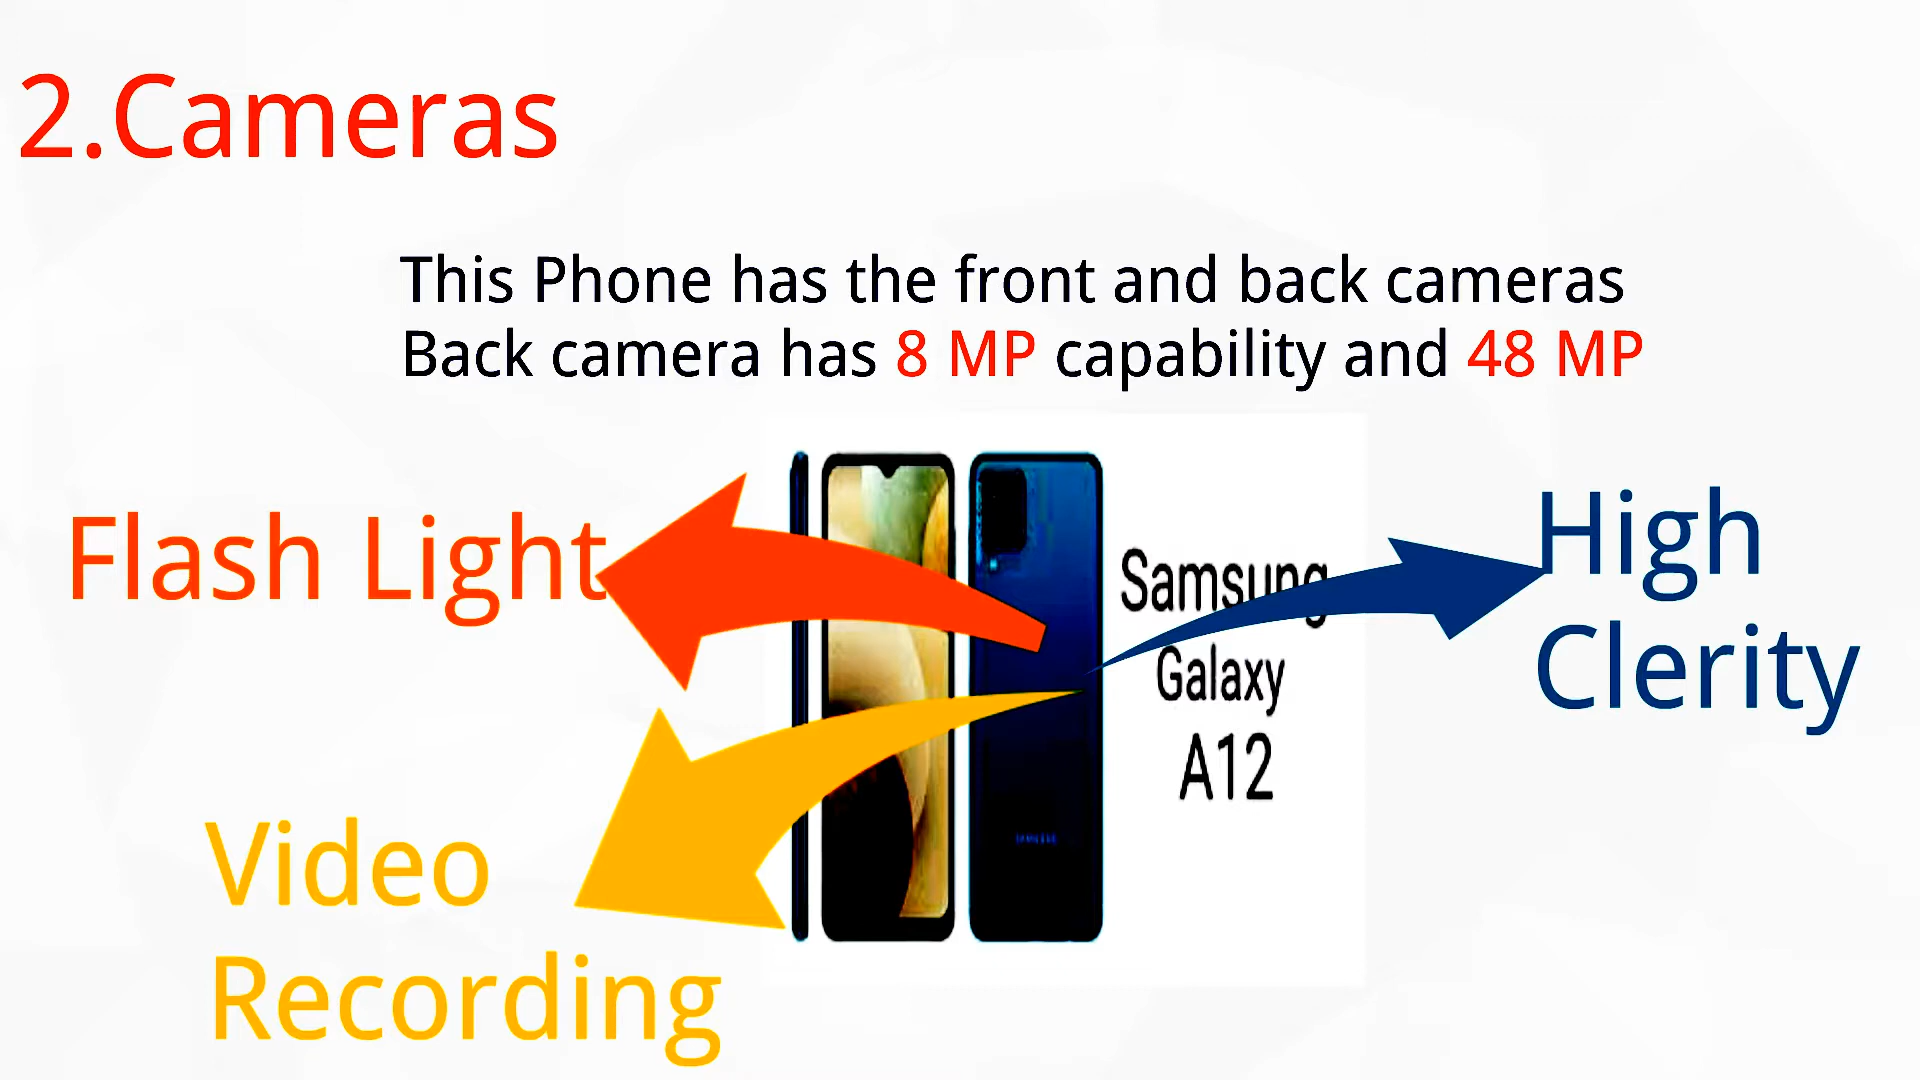 2.Cameras
This Phone has the front and back cameras
Back camera has 8 MP capability and 48 MP
Flash Light
High
Clerity
Samsung
Galaxy
A12
Video
Recording
SAMSUNG